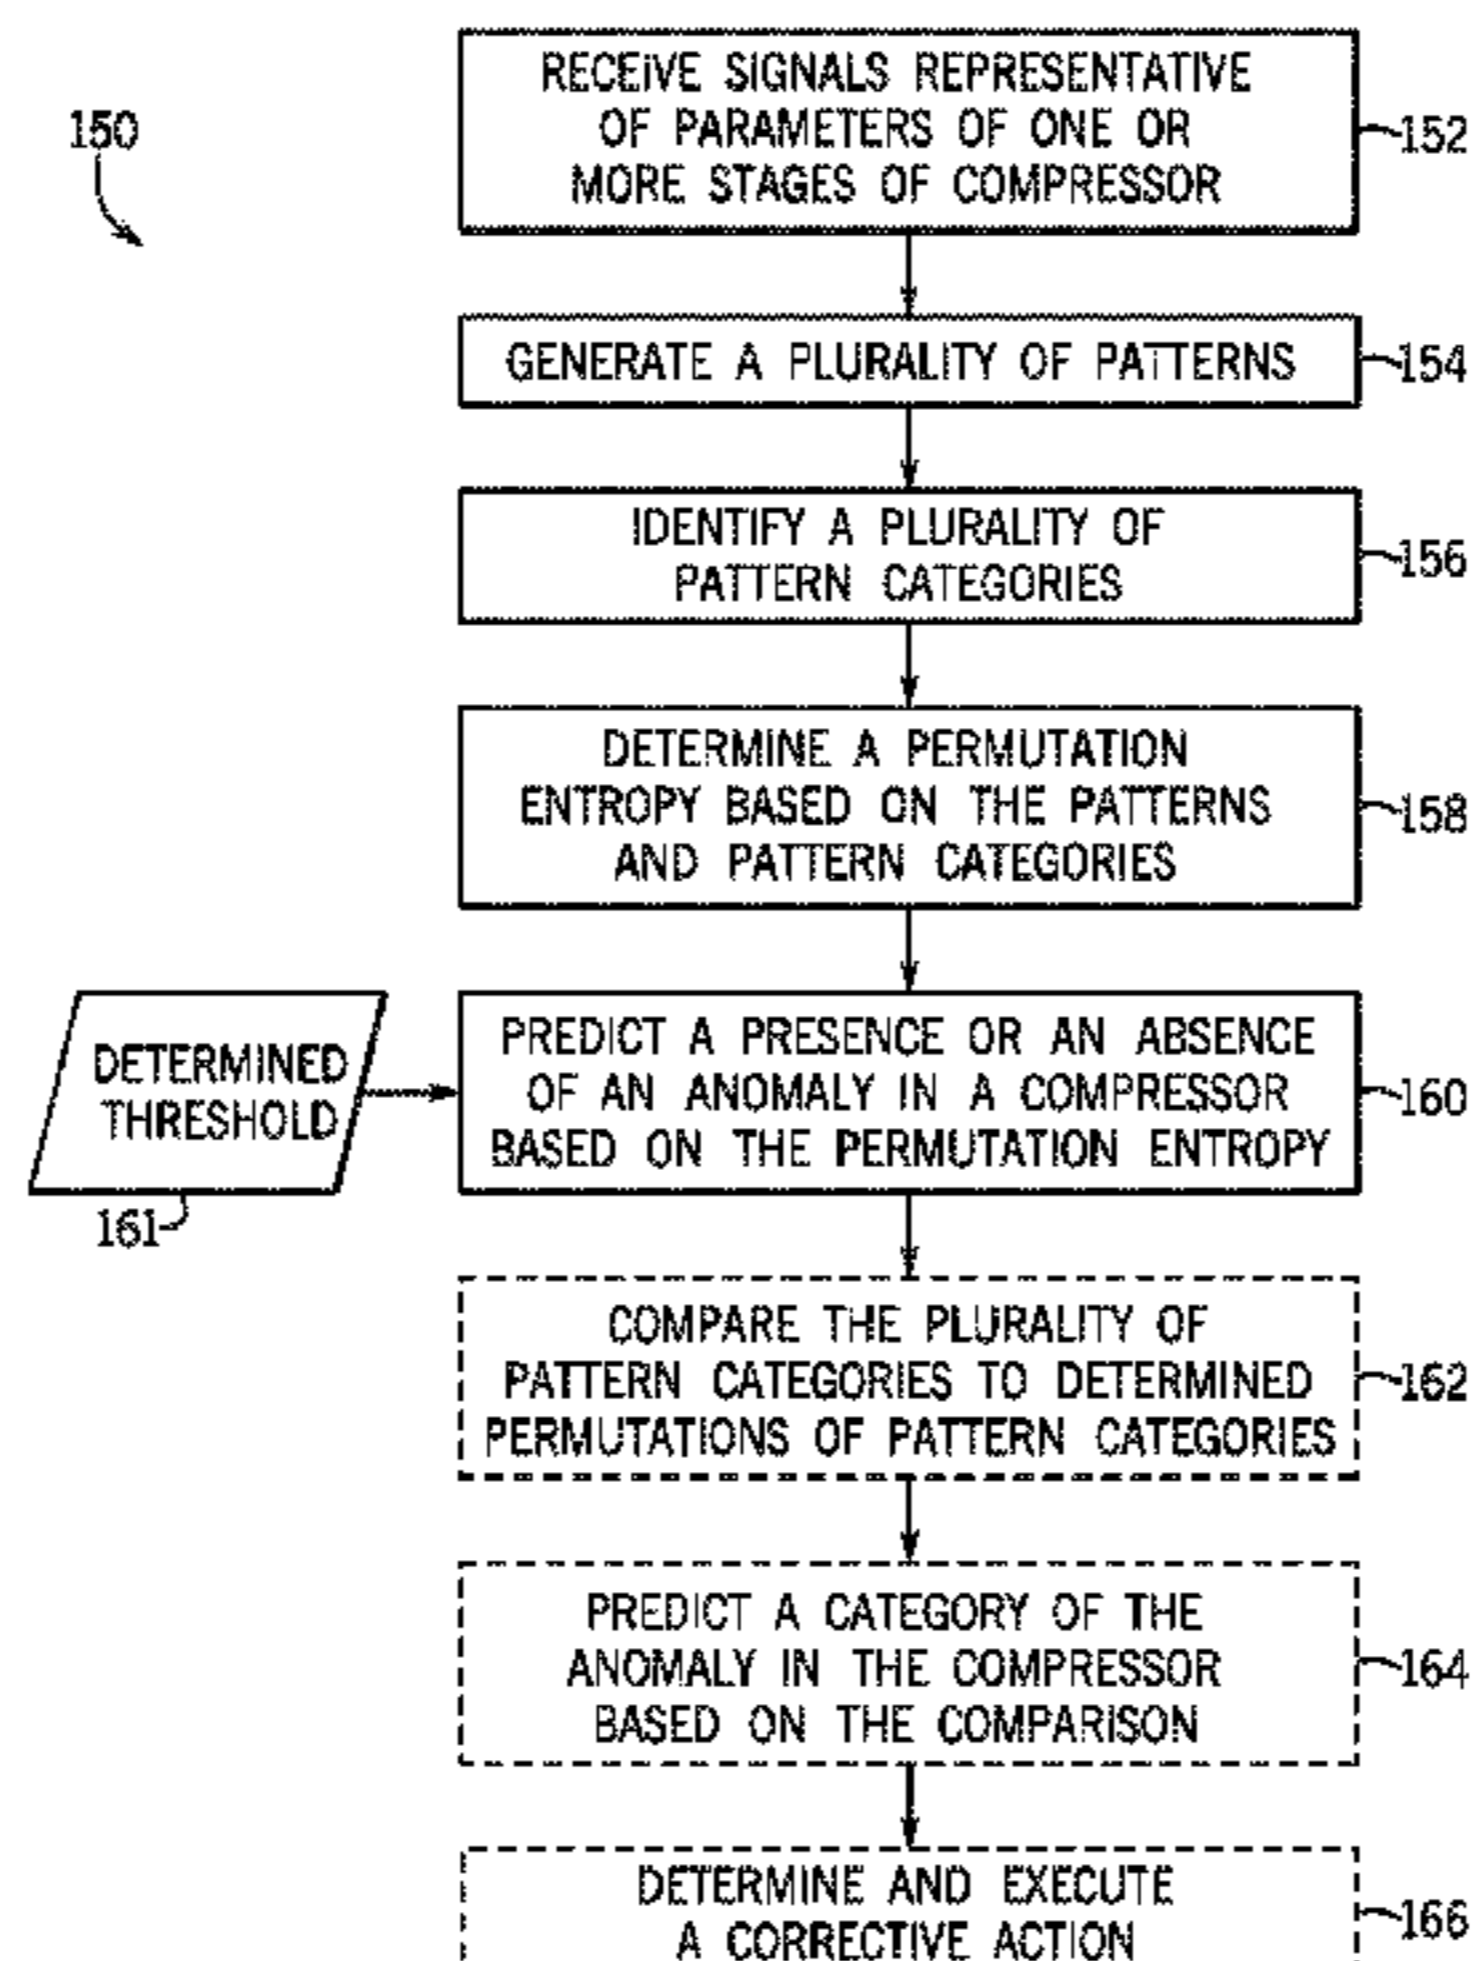 150
RECEIVE SIGNALS REPRESENTATIVE
OF PARAMETERS OF ONE OR
MORE STAGES OF COMPRESSOR
152
GENERATE A PLURALITY OF PATTERNS
154
IDENTIFY A PLURALITY OF
PATTERN CATEGORIES
156
DETERMINE A PERMUTATION
ENTROPY BASED ON THE PATTERNS
AND PATTERN CATEGORIES
158
DETERMINED
THRESHOLD
161
PREDICT A PRESENCE OR AN ABSENCE
OF AN ANOMALY IN A COMPRESSOR
BASED ON THE PERMUTATION ENTROPY
160
COMPARE THE PLURALITY OF
PATTERN CATEGORIES TO DETERMINED
PERMUTATIONS OF PATTERN CATEGORIES
162
PREDICT A CATEGORY OF THE
ANOMALY IN THE COMPRESSOR
BASED ON THE COMPARISON
164
DETERMINE AND EXECUTE
A CORRECTIVE ACTION
166